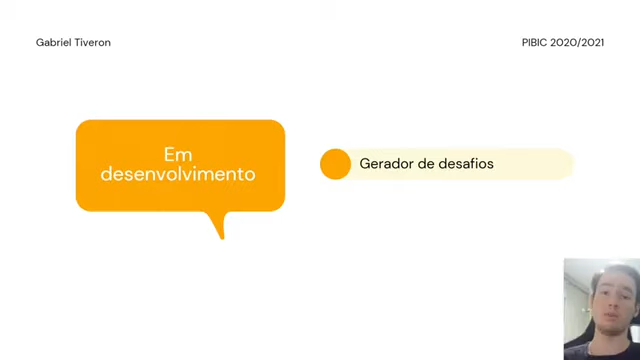 Gabriel Tiveron
PIBIC 2020/2021
Em
desenvolvimento
Gerador de desafios